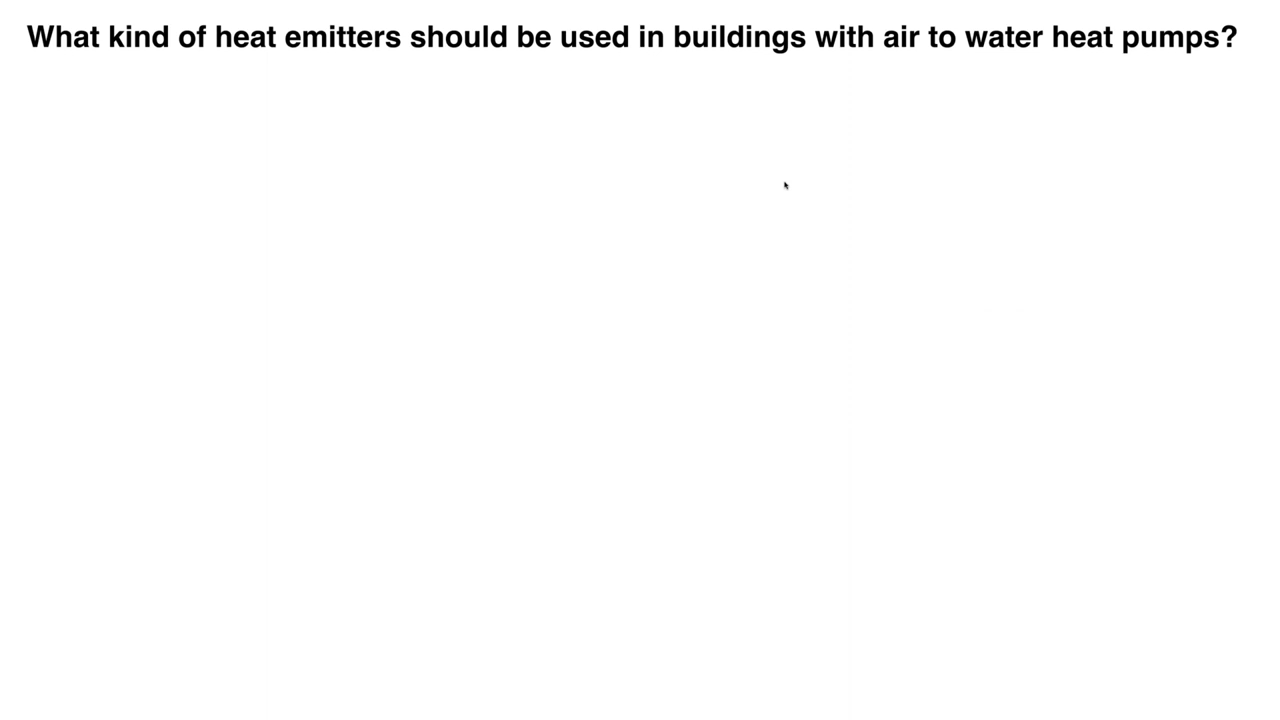 What kind of heat emitters should be used in buildings with air to water heat pumps?